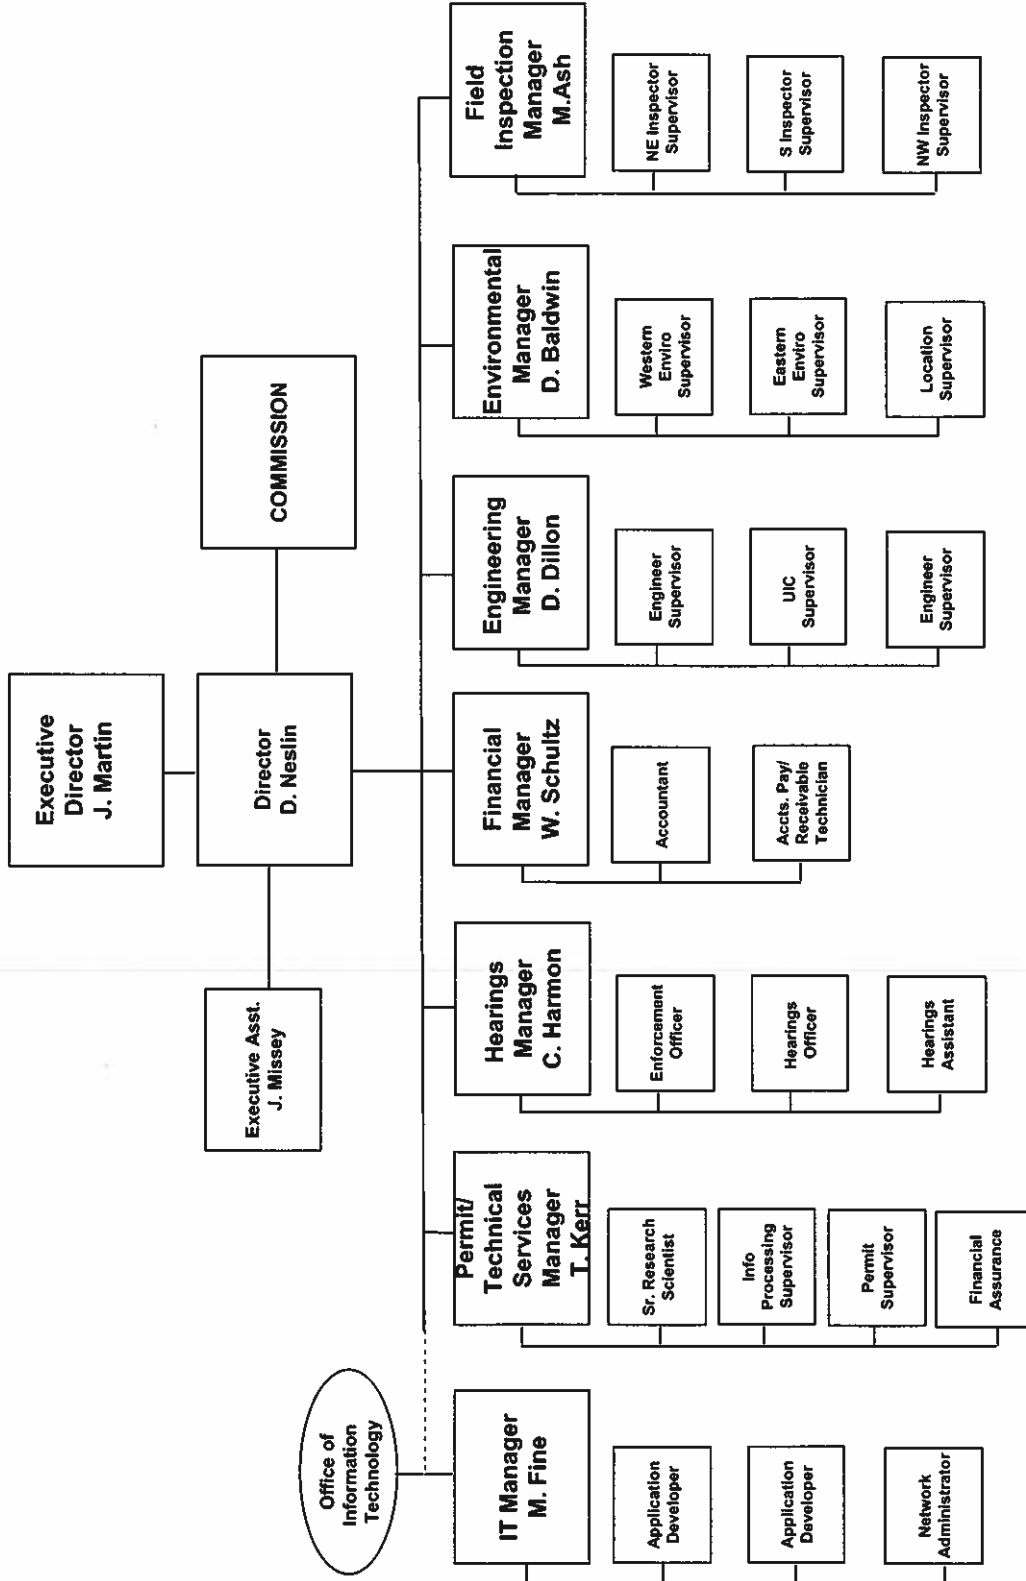 Executive
Director
J. Martin
Executive Asst.
J. Missey
Director
D. Neslin
COMMISSION
Office of
Information
Technology
IT Manager
M. Fine
Application
Developer
Application
Developer
Network
Administrator
Permit/
Technical
Services
Manager
T. Kerr
Sr. Research
Scientist
Info
Processing
Supervisor
Permit
Supervisor
Financial
Assurance
Hearings
Manager
C. Harmon
Enforcement
Officer
Hearings
Officer
Hearings
Assistant
Financial
Manager
W. Schultz
Accountant
Accts. Pay/
Receivable
Technician
Engineering
Manager
D. Dillon
Engineer
Supervisor
UIC
Supervisor
Engineer
Supervisor
Environmental
Manager
D. Baldwin
Western
Enviro
Supervisor
Eastern
Enviro
Supervisor
Location
Supervisor
Field
Inspection
Manager
M.Ash
NE Inspector
Supervisor
S Inspector
Supervisor
NW Inspector
Supervisor